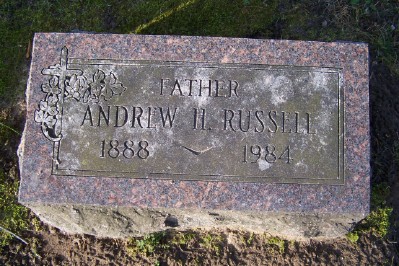 FATHER
ANDREW H. RUSSELL
1888 1984